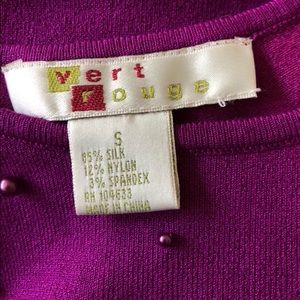 vert
rouge
S
85% SILK
12% NYLON
3% SPANDEX
RN 104633
MADE IN CHINA